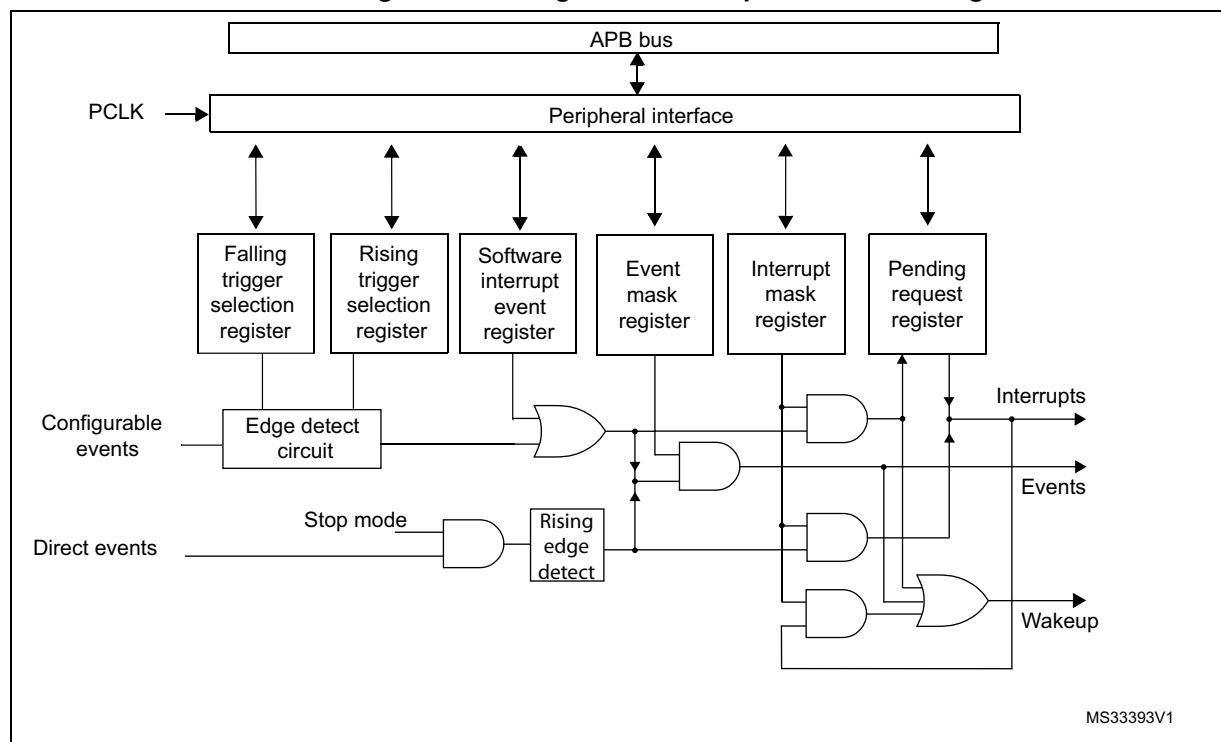 APB bus
PCLK
Peripheral interface
Falling
trigger
selection
register
Rising
trigger
selection
register
Software
interrupt
event
register
Event
mask
register
Interrupt
mask
register
Pending
request
register
Interrupts
Configurable
events
Edge detect
circuit
Events
Stop mode
Rising
edge
detect
Direct events
Wakeup
MS33393V1